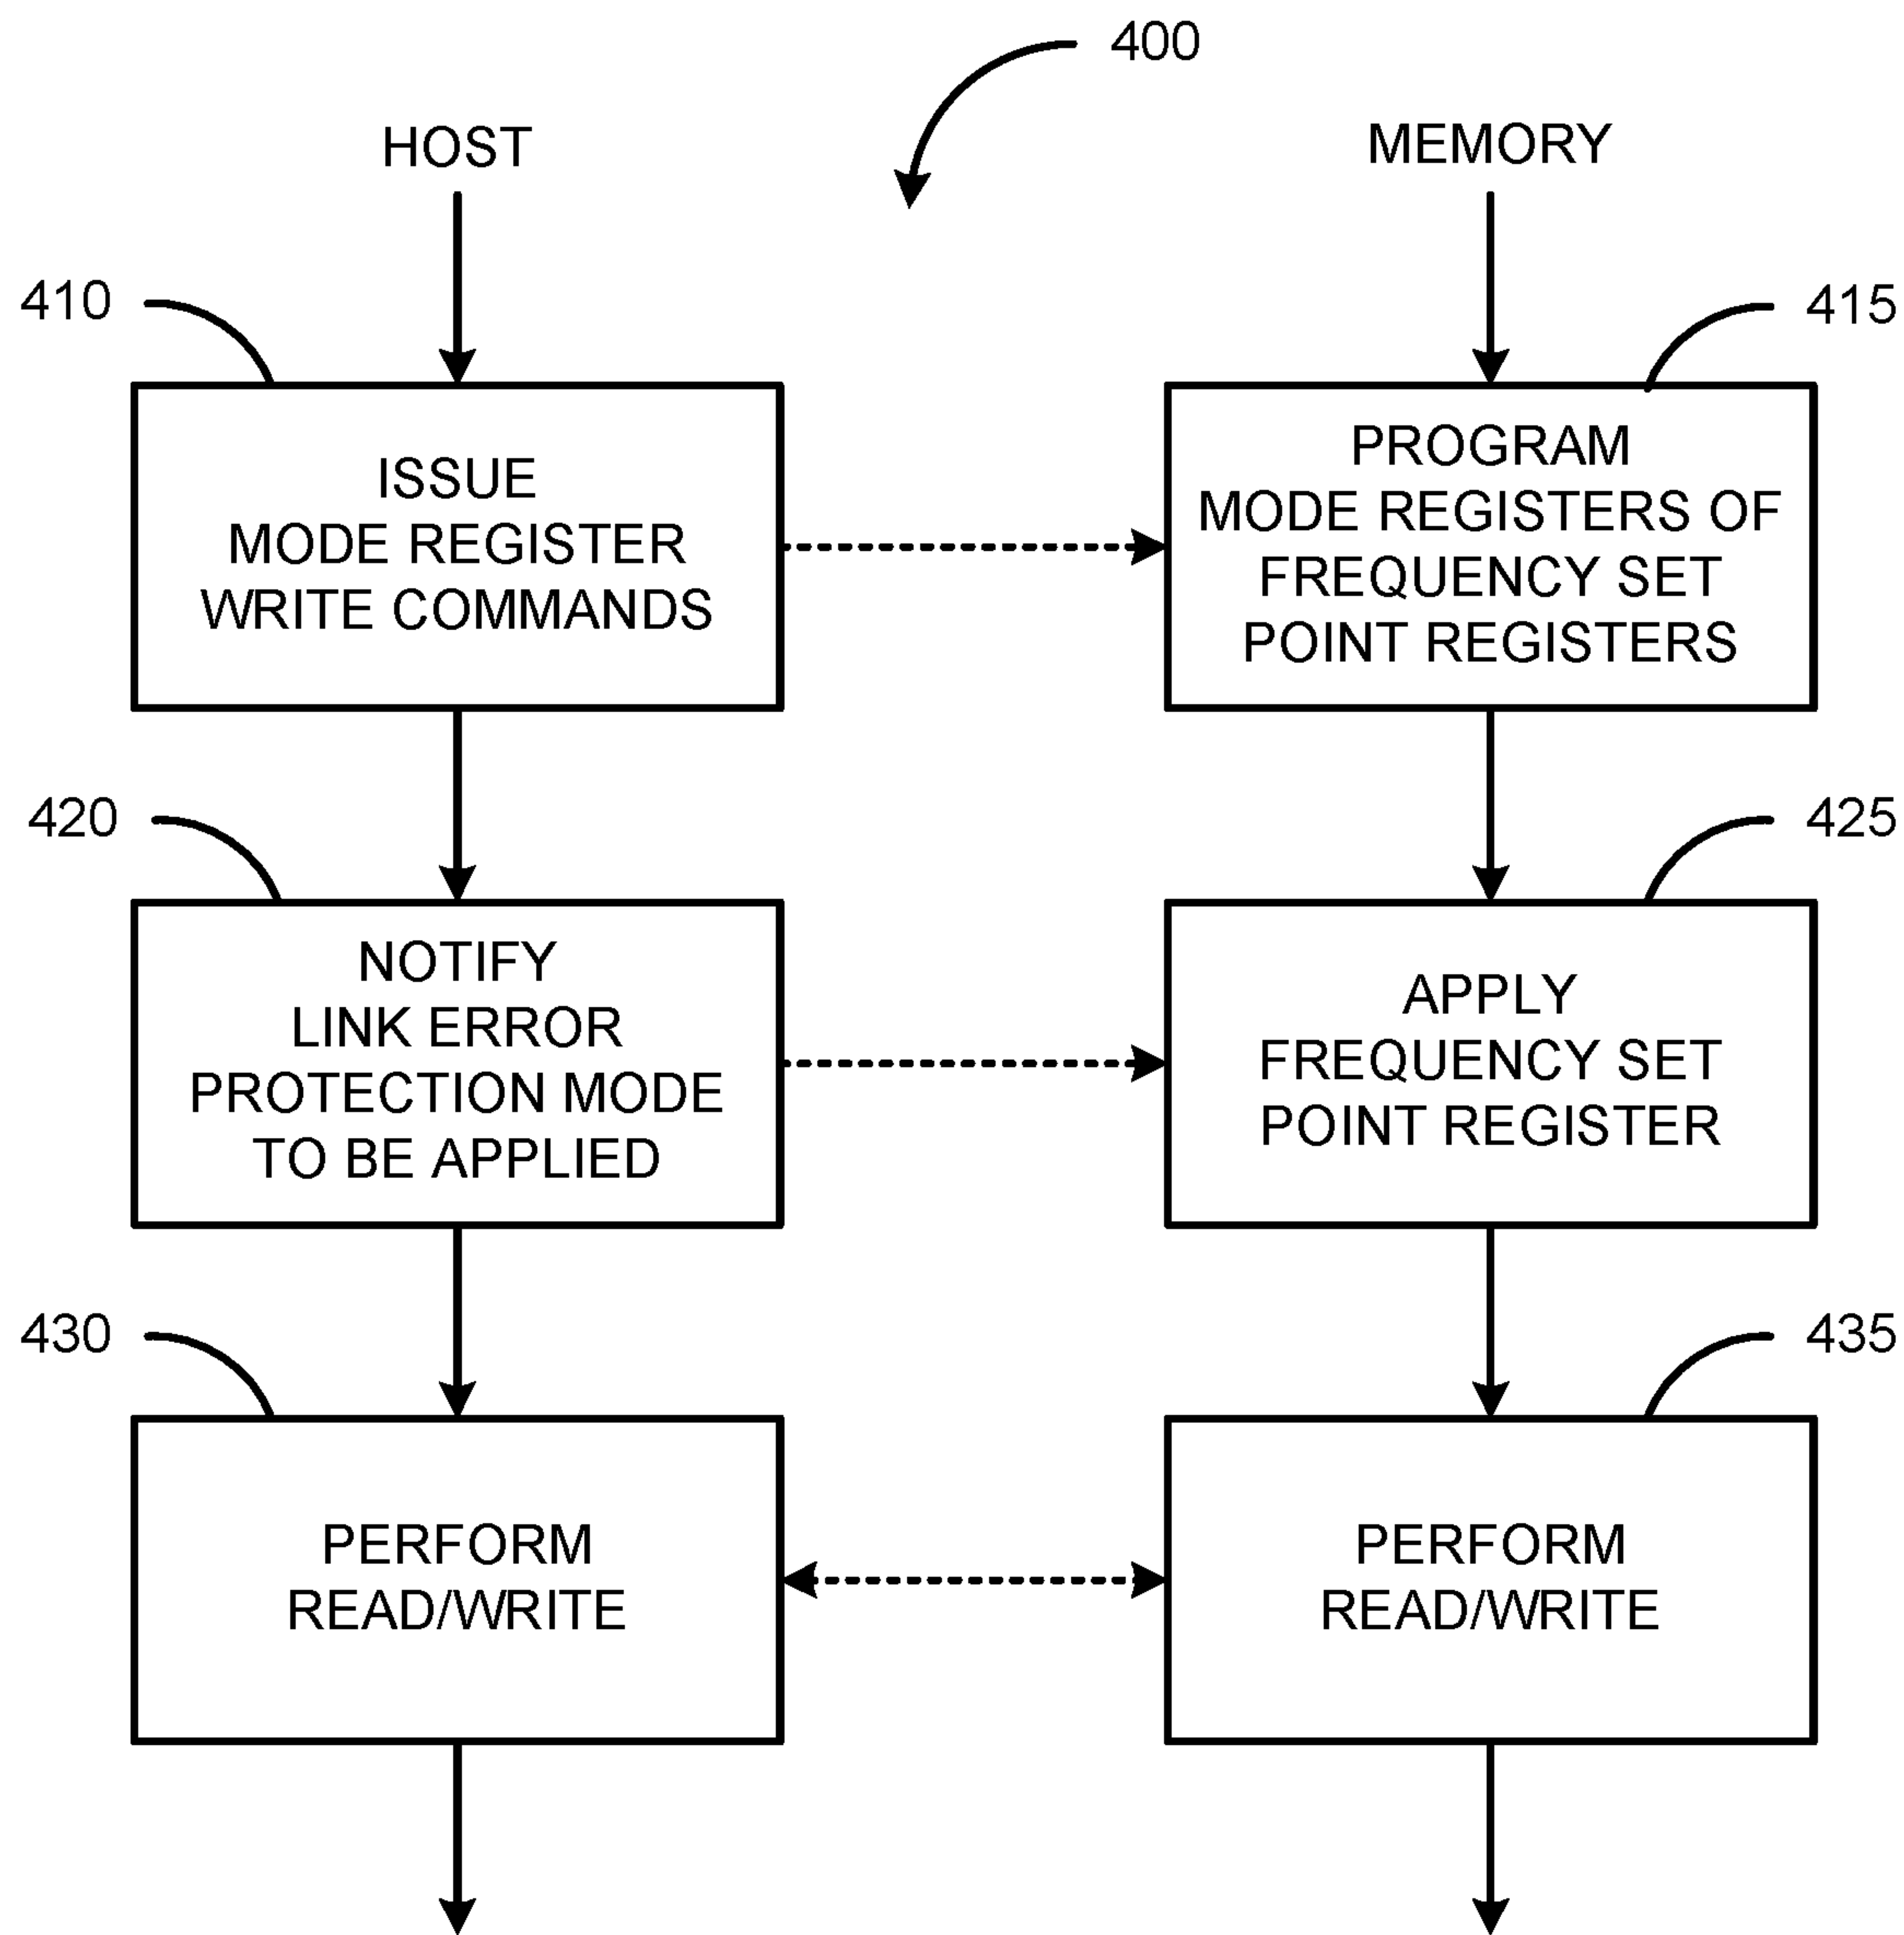 400
HOST
MEMORY
410
415
ISSUE
MODE REGISTER
WRITE COMMANDS
PROGRAM
MODE REGISTERS OF
FREQUENCY SET
POINT REGISTERS
420
425
NOTIFY
LINK ERROR
PROTECTION MODE
TO BE APPLIED
APPLY
FREQUENCY SET
POINT REGISTER
430
435
PERFORM
READ/WRITE
PERFORM
READ/WRITE